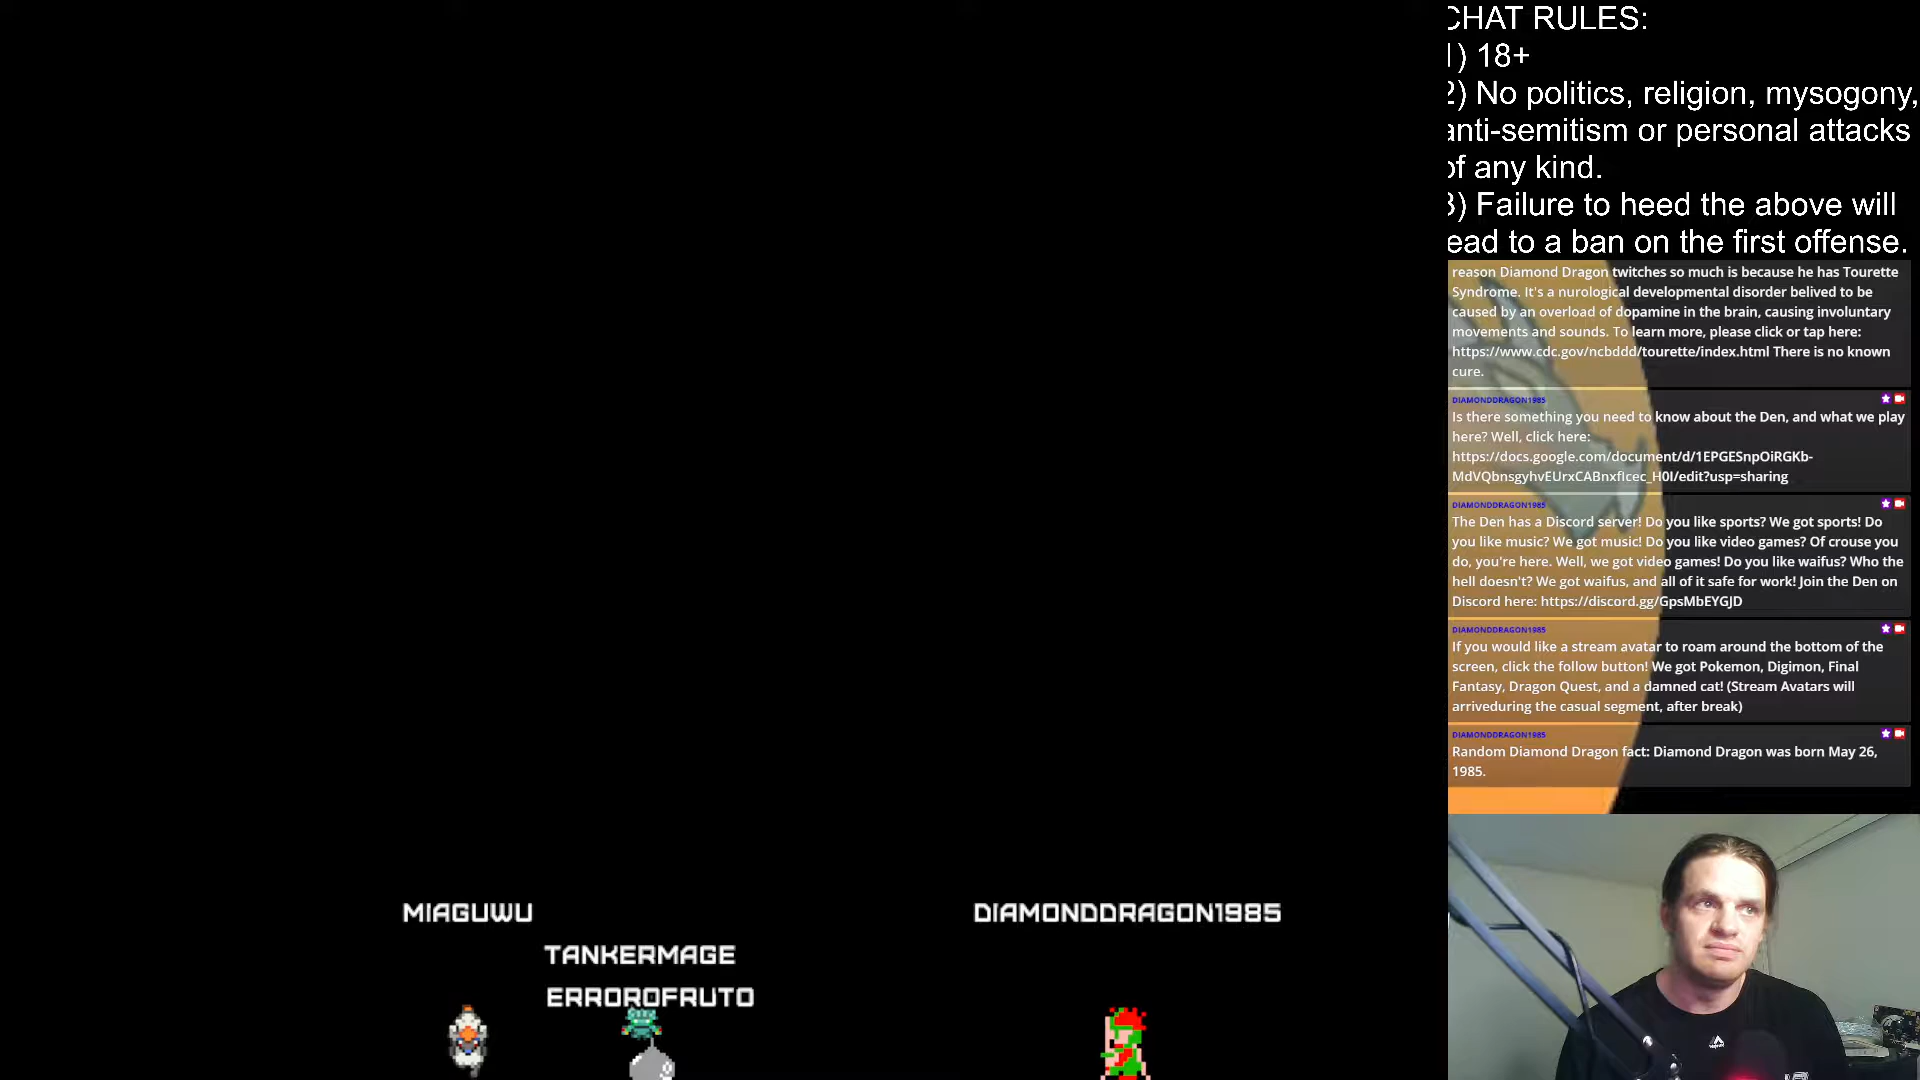 CHAT RULES:
1) 18+
2) No politics, religion, mysogony,
anti-semitism or personal attacks
of any kind.
3) Failure to heed the above will
ead to a ban on the first offense.
reason Diamond Dragon twitches so much is because he has Tourette
Syndrome. It's a nurological developmental disorder belived to be
caused by an overload of dopamine in the brain, causing involuntary
movements and sounds. To learn more, please click or tap here:
https://www.cdc.gov/ncbddd/tourette/index.html There is no known
cure.
DIAMONDDRAGON1985
Is there something you need to know about the Den, and what we play
here? Well, click here:
https://docs.google.com/document/d/1EPGESnpOiRGKb-
MdVQbnsgyhvEUrxCABnxfIcec_H0I/edit?usp=sharing
DIAMONDDRAGON1985
The Den has a Discord server! Do you like sports? We got sports! Do
you like music? We got music! Do you like video games? Of crouse you
do, you're here. Well, we got video games! Do you like waifus? Who the
hell doesn't? We got waifus, and all of it safe for work! Join the Den on
Discord here: https://discord.gg/GpsMbEYGJD
DIAMONDDRAGON1985
If you would like a stream avatar to roam around the bottom of the
screen, click the follow button! We got Pokemon, Digimon, Final
Fantasy, Dragon Quest, and a damned cat! (Stream Avatars will
arriveduring the casual segment, after break)
DIAMONDDRAGON1985
Random Diamond Dragon fact: Diamond Dragon was born May 26,
1985.
MIAGUWU
DIAMONDDRAGON1985
TANKERMAGE
ERROROFRUTO